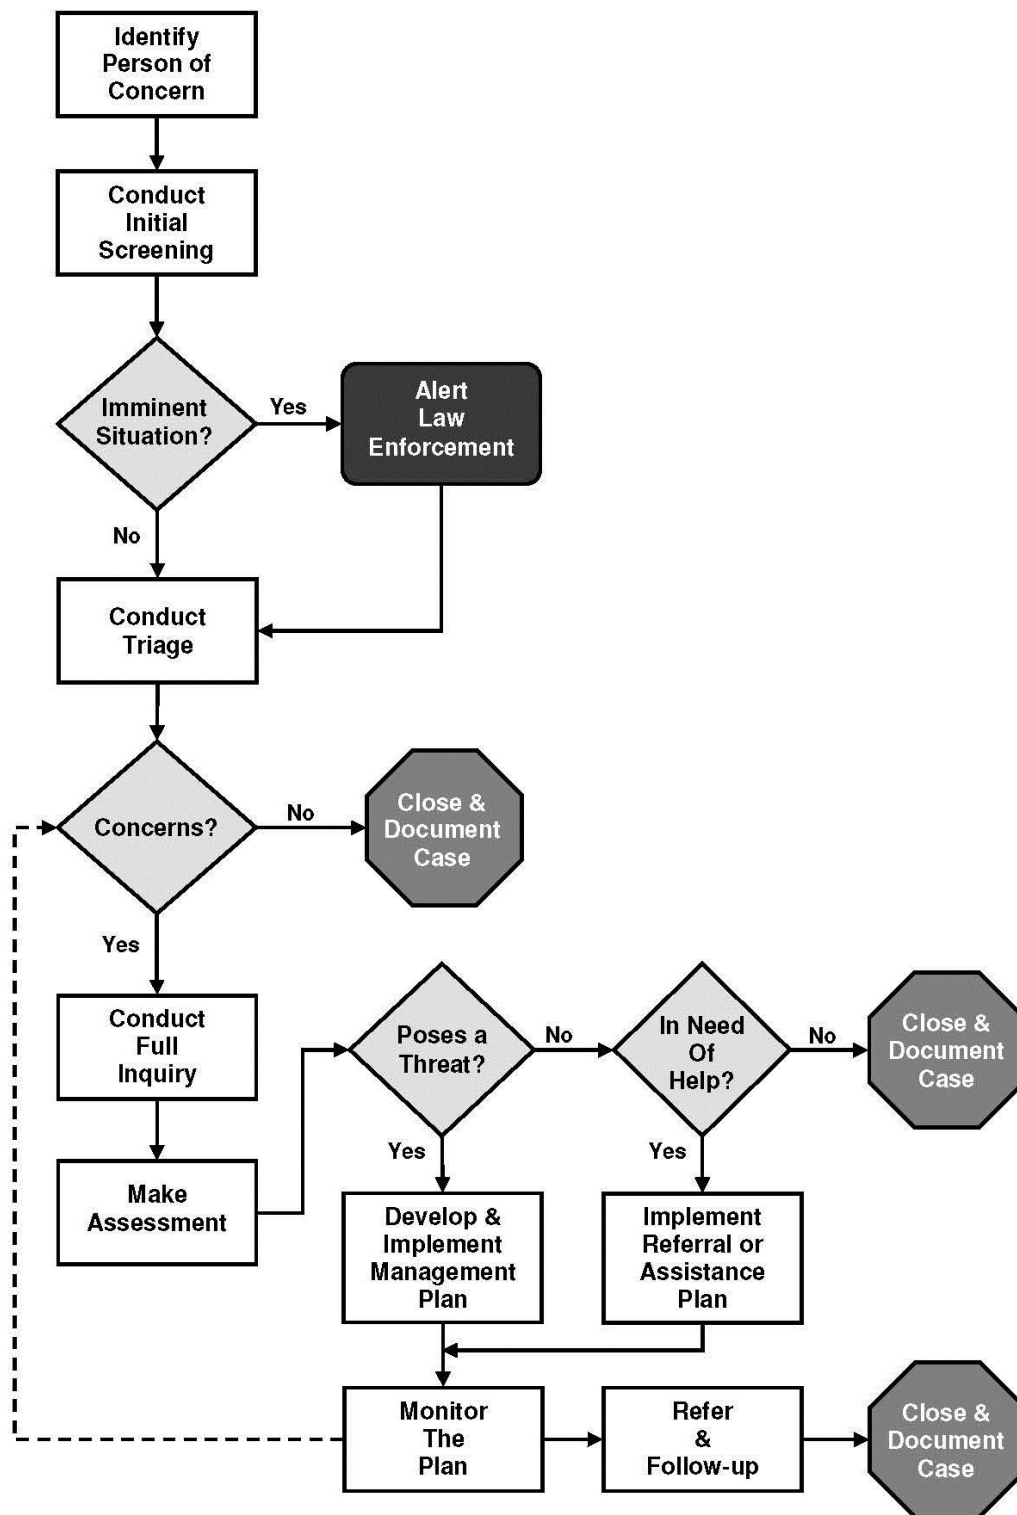 Identify
Person of
Concern
Conduct
Initial
Screening
Imminent
Situation?
Yes
Alert
Law
Enforcement
No
Conduct
Triage
Concerns?
No
Close &
Document
Case
Yes
Conduct
Full
Inquiry
Make
Assessment
Poses a
Threat?
No
In Need
Of
Help?
No
Close &
Document
Case
Yes
Yes
Develop &
Implement
Management
Plan
Implement
Referral or
Assistance
Plan
Monitor
The
Plan
Refer
&
Follow-up
Close &
Document
Case